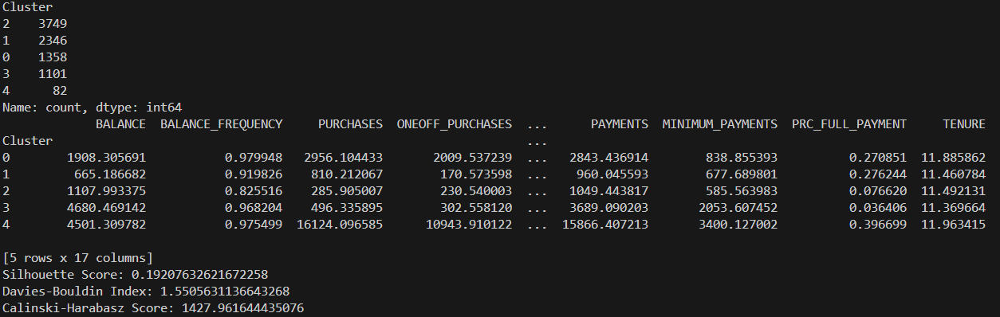 Cluster
2    3749
1    2346
0    1358
3    1101
4      82
Name: count, dtype: int64
             BALANCE  BALANCE_FREQUENCY     PURCHASES  ONEOFF_PURCHASES  ...      PAYMENTS  MINIMUM_PAYMENTS  PRC_FULL_PAYMENT     TENURE
Cluster                                                                  ...
0        1908.305691           0.979948   2956.104433       2009.537239  ...   2843.436914        838.855393          0.270851  11.885862
1         665.186682           0.919826    810.212067        170.573598  ...    960.045593        677.689801          0.276244  11.460784
2        1107.993375           0.825516    285.905007        230.540003  ...   1049.443817        585.563983          0.076620  11.492131
3        4680.469142           0.968204    496.335895        302.558120  ...   3689.090203       2053.607452          0.036406  11.369664
4        4501.309782           0.975499  16124.096585      10943.910122  ...  15866.407213       3400.127002          0.396699  11.963415
[5 rows x 17 columns]
Silhouette Score: 0.19207632621672258
Davies-Bouldin Index: 1.5505631136643268
Calinski-Harabasz Score: 1427.961644435076